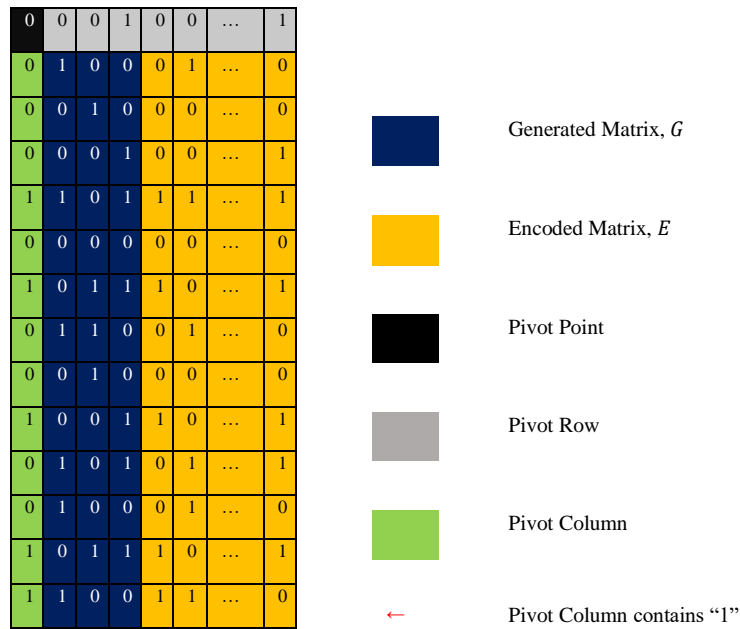 0 0 0 1 0 0 … 1
0 1 0 0 0 1 … 0
0 0 1 0 0 0 … 0
0 0 0 1 0 0 … 1
1 1 0 1 1 1 … 1
0 0 0 0 0 0 … 0
1 0 1 1 1 0 … 1
0 1 1 0 0 1 … 0
0 0 1 0 0 0 … 0
1 0 0 1 1 0 … 1
0 1 0 1 0 1 … 1
0 1 0 0 0 1 … 0
1 0 1 1 1 0 … 1
1 1 0 0 1 1 … 0
Generated Matrix, G
Encoded Matrix, E
Pivot Point
Pivot Row
Pivot Column
← Pivot Column contains “1”